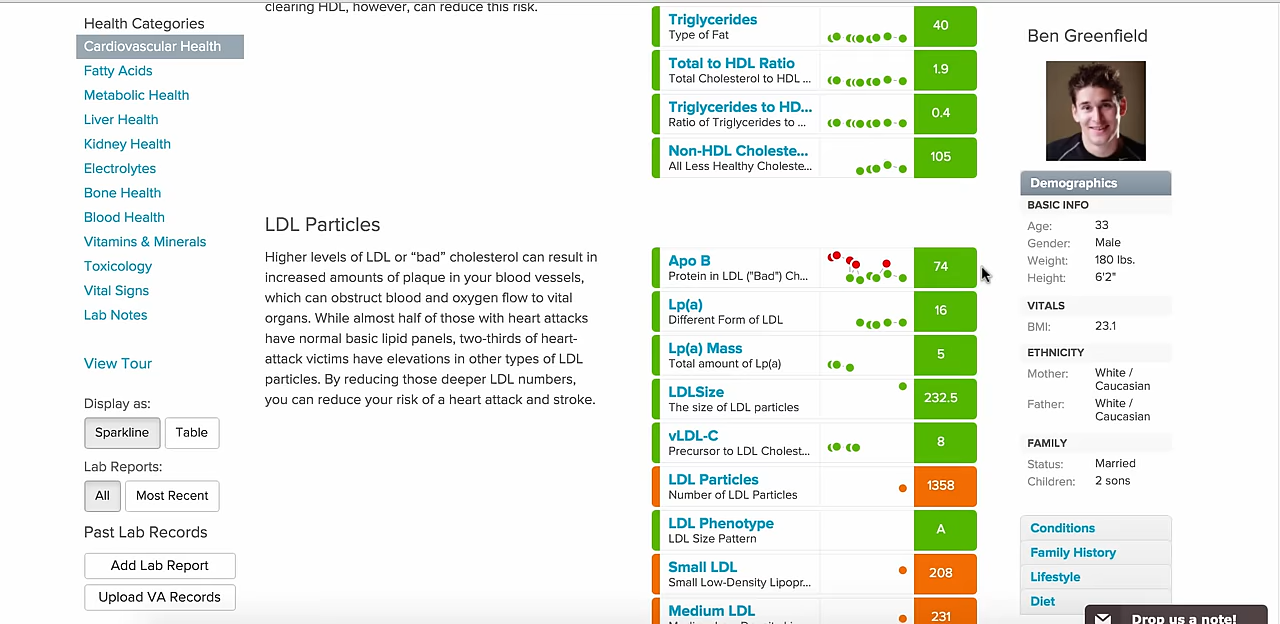 clearing HDL, however, can reduce this risk.
Health Categories
Cardiovascular Health
Fatty Acids
Metabolic Health
Liver Health
Kidney Health
Electrolytes
Bone Health
Blood Health
Vitamins & Minerals
Toxicology
Vital Signs
Lab Notes
View Tour
Display as:
Sparkline Table
Lab Reports:
All Most Recent
Past Lab Records
Add Lab Report
Upload VA Records
LDL Particles
Higher levels of LDL or “bad” cholesterol can result in
increased amounts of plaque in your blood vessels,
which can obstruct blood and oxygen flow to vital
organs. While almost half of those with heart attacks
have normal basic lipid panels, two-thirds of heart-
attack victims have elevations in other types of LDL
particles. By reducing those deeper LDL numbers,
you can reduce your risk of a heart attack and stroke.
Triglycerides 40
Type of Fat
Total to HDL Ratio 1.9
Total Cholesterol to HDL ...
Triglycerides to HD... 0.4
Ratio of Triglycerides to ...
Non-HDL Choleste... 105
All Less Healthy Choleste...
Apo B 74
Protein in LDL ("Bad") Ch...
Lp(a) 16
Different Form of LDL
Lp(a) Mass 5
Total amount of Lp(a)
LDLSize 232.5
The size of LDL particles
vLDL-C 8
Precursor to LDL Cholest...
LDL Particles 1358
Number of LDL Particles
LDL Phenotype A
LDL Size Pattern
Small LDL 208
Small Low-Density Lipopr...
Medium LDL 231
Ben Greenfield
Demographics
BASIC INFO
Age: 33
Gender: Male
Weight: 180 lbs.
Height: 6'2"
VITALS
BMI: 23.1
ETHNICITY
Mother: White /
Caucasian
Father: White /
Caucasian
FAMILY
Status: Married
Children: 2 sons
Conditions
Family History
Lifestyle
Diet
Drop us a note!